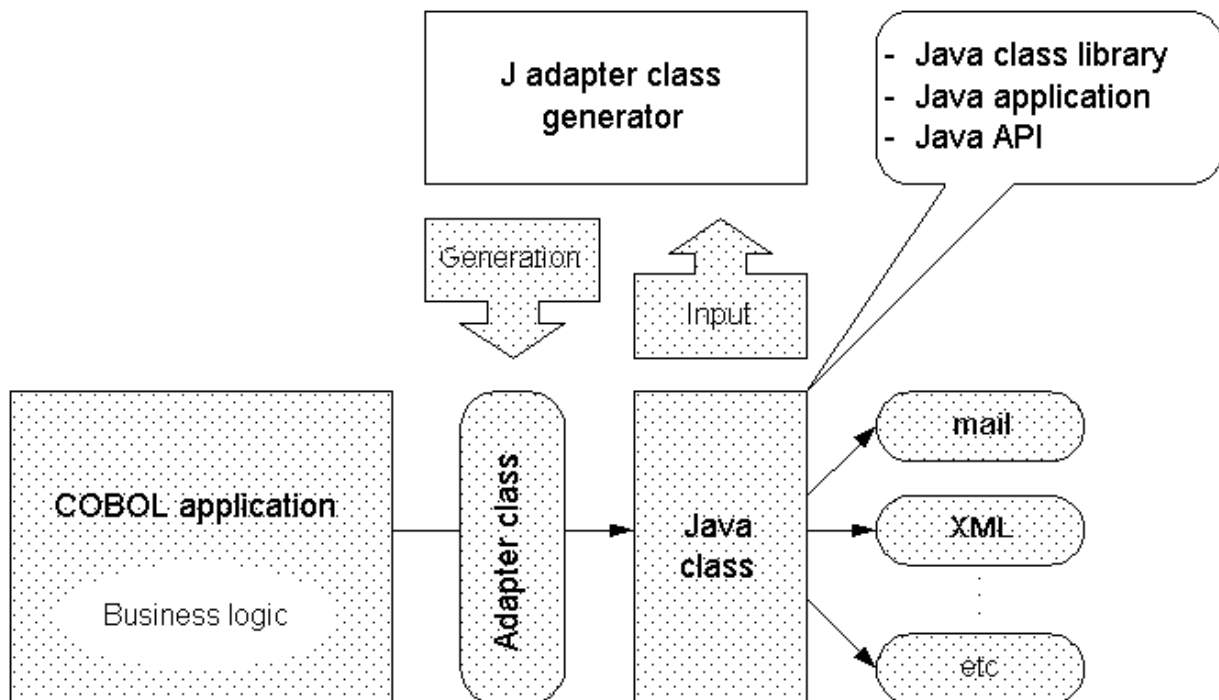 J adapter class
generator
- Java class library
- Java application
- Java API
Generation
Input
COBOL application
Business logic
Adapter class
Java
class
mail
XML
etc